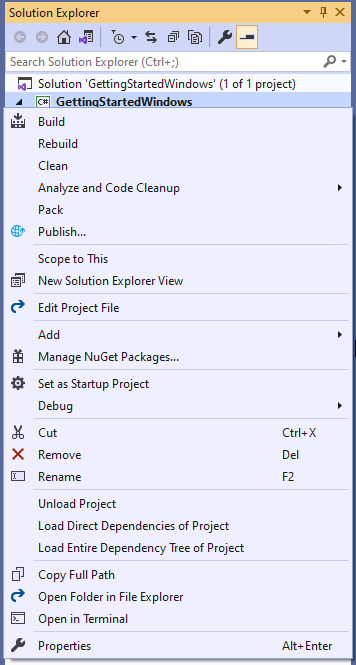 Solution Explorer
Search Solution Explorer (Ctrl+;)
Solution 'GettingStartedWindows' (1 of 1 project)
C# GettingStartedWindows
Build
Rebuild
Clean
Analyze and Code Cleanup
Pack
Publish...
Scope to This
New Solution Explorer View
Edit Project File
Add
Manage NuGet Packages...
Set as Startup Project
Debug
Cut Ctrl+X
Remove Del
Rename F2
Unload Project
Load Direct Dependencies of Project
Load Entire Dependency Tree of Project
Copy Full Path
Open Folder in File Explorer
Open in Terminal
Properties Alt+Enter